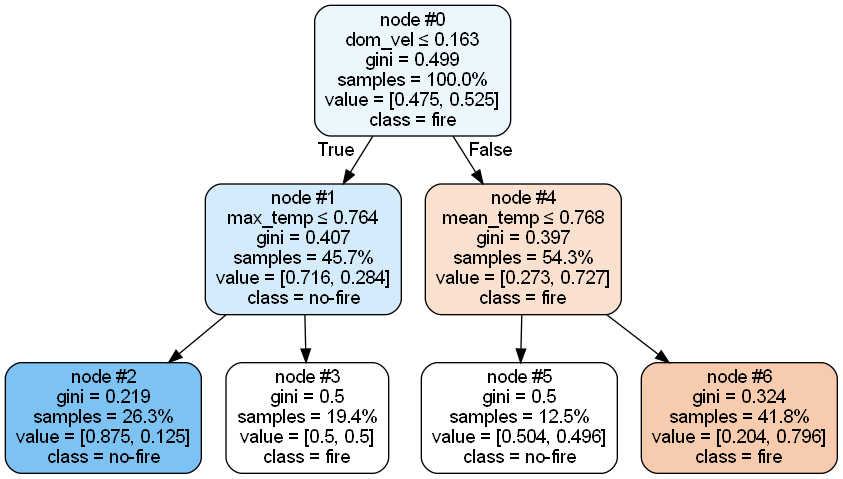 node #0
dom_vel ≤ 0.163
gini = 0.499
samples = 100.0%
value = [0.475, 0.525]
class = fire
True
False
node #1
max_temp ≤ 0.764
gini = 0.407
samples = 45.7%
value = [0.716, 0.284]
class = no-fire
node #4
mean_temp ≤ 0.768
gini = 0.397
samples = 54.3%
value = [0.273, 0.727]
class = fire
node #2
gini = 0.219
samples = 26.3%
value = [0.875, 0.125]
class = no-fire
node #3
gini = 0.5
samples = 19.4%
value = [0.5, 0.5]
class = fire
node #5
gini = 0.5
samples = 12.5%
value = [0.504, 0.496]
class = no-fire
node #6
gini = 0.324
samples = 41.8%
value = [0.204, 0.796]
class = fire